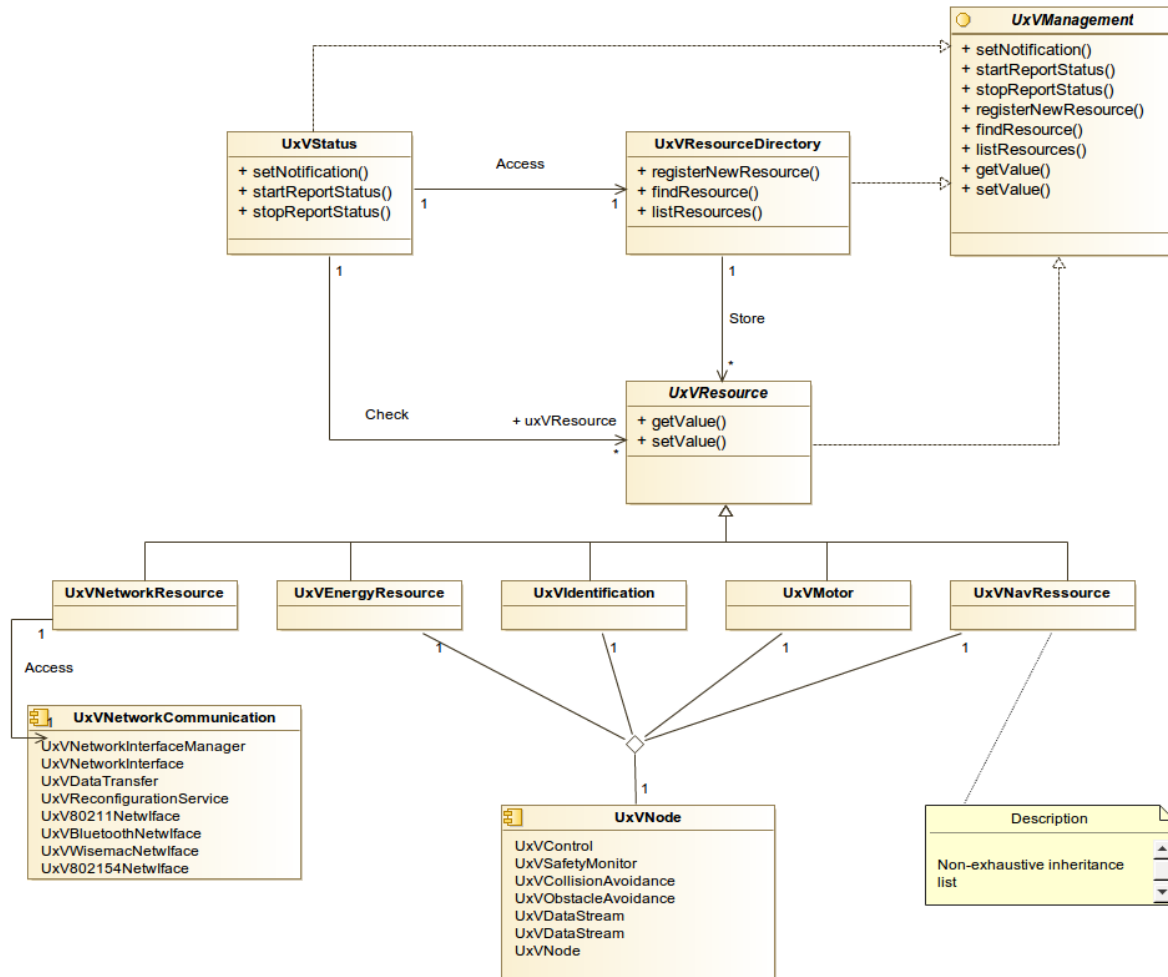 UxVManagement
+ setNotification()
+ startReportStatus()
+ stopReportStatus()
+ registerNewResource()
+ findResource()
+ listResources()
+ getValue()
+ setValue()
UxVStatus
+ setNotification()
+ startReportStatus()
+ stopReportStatus()
Access
1
1
UxVResourceDirectory
+ registerNewResource()
+ findResource()
+ listResources()
1
1
Store
*
Check
+ uxVResource
*
UxVResource
+ getValue()
+ setValue()
UxVNetworkResource
UxVEnergyResource
UxVIdentification
UxVMotor
UxVNavRessource
1
1
1
1
1
Access
1
UxVNetworkCommunication
UxVNetworkInterfaceManager
UxVNetworkInterface
UxVDataTransfer
UxVReconfigurationService
UxV80211NetwIface
UxVBluetoothNetwIface
UxVWisemacNetwIface
UxV802154NetwIface
1
UxVNode
UxVControl
UxVSafetyMonitor
UxVCollisionAvoidance
UxVObstacleAvoidance
UxVDataStream
UxVDataStream
UxVNode
Description
Non-exhaustive inheritance
list